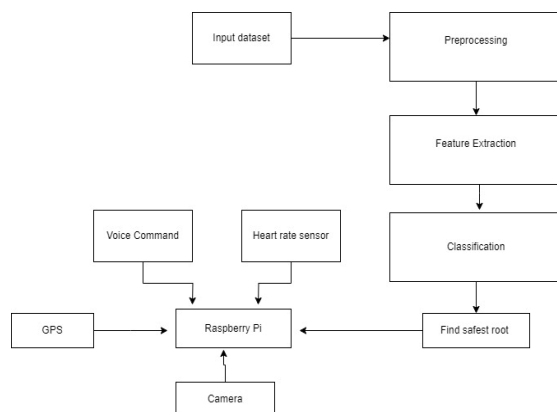 Input dataset
Preprocessing
Feature Extraction
Voice Command
Heart rate sensor
Classification
GPS
Raspberry Pi
Find safest root
Camera